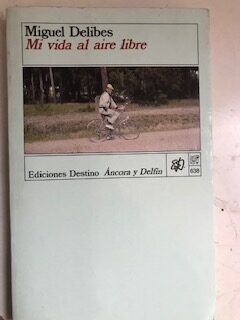 Miguel Delibes
Mi vida al aire libre
Ediciones Destino Áncora y Delfín
638